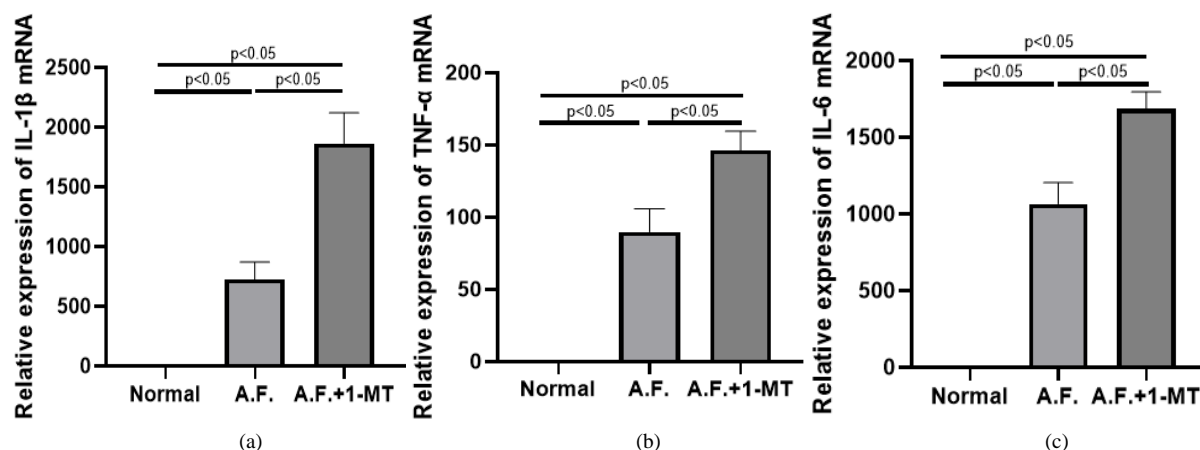 Relative expression of IL-1β mRNA
2500
2000
1500
1000
500
0
p<0.05
p<0.05 p<0.05
Normal A.F. A.F.+1-MT
(a)
Relative expression of TNF-α mRNA
200
150
100
50
0
p<0.05
p<0.05 p<0.05
Normal A.F. A.F.+1-MT
(b)
Relative expression of IL-6 mRNA
2000
1500
1000
500
0
p<0.05
p<0.05 p<0.05
Normal A.F. A.F.+1-MT
(c)